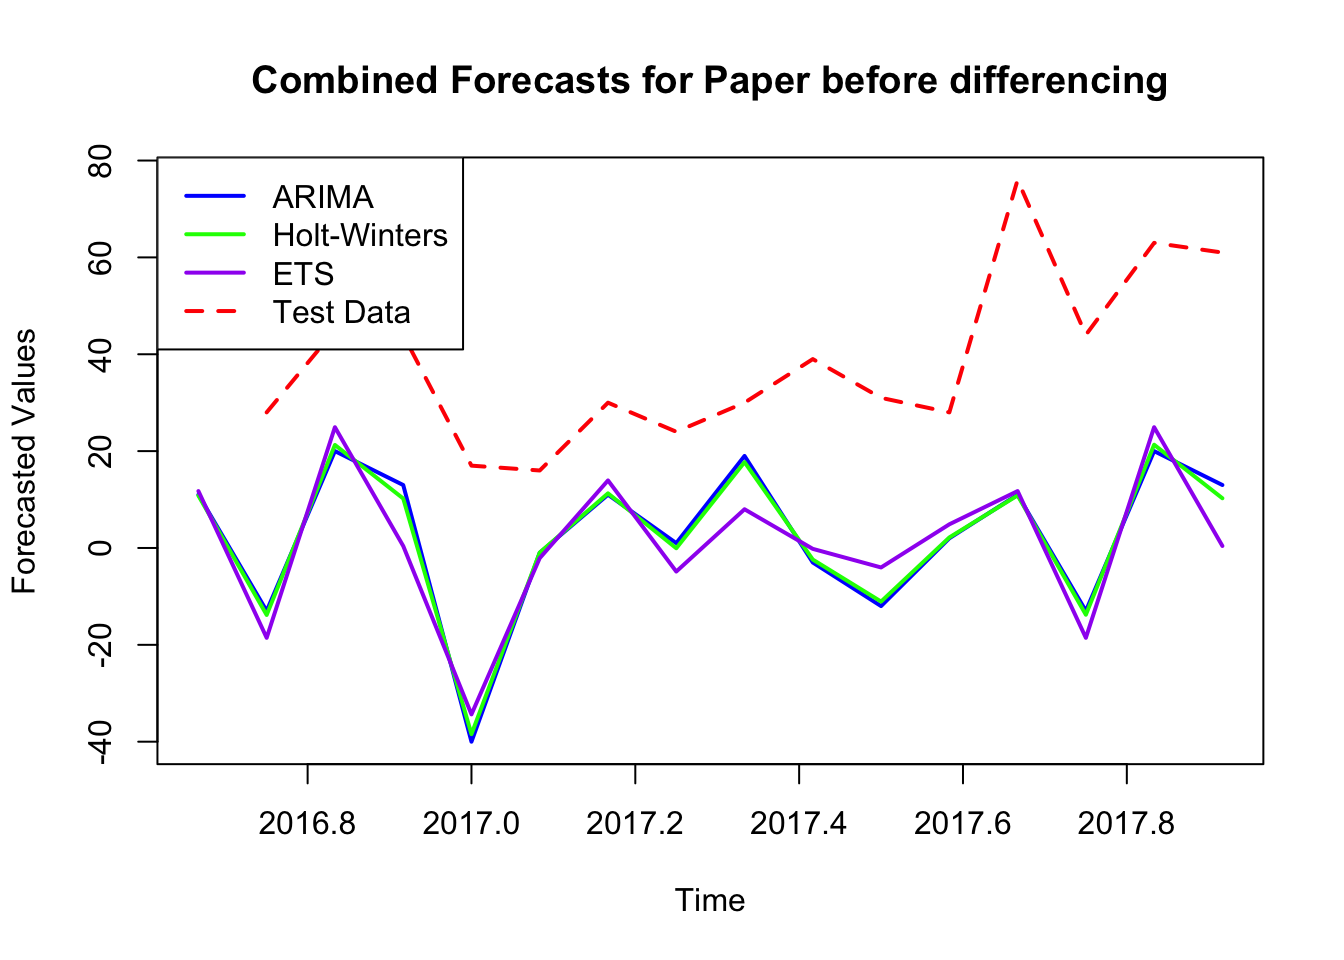 Combined Forecasts for Paper before differencing
80
60
40
20
0
-20
-40
Forecasted Values
ARIMA
Holt-Winters
ETS
Test Data
2016.8 2017.0 2017.2 2017.4 2017.6 2017.8
Time